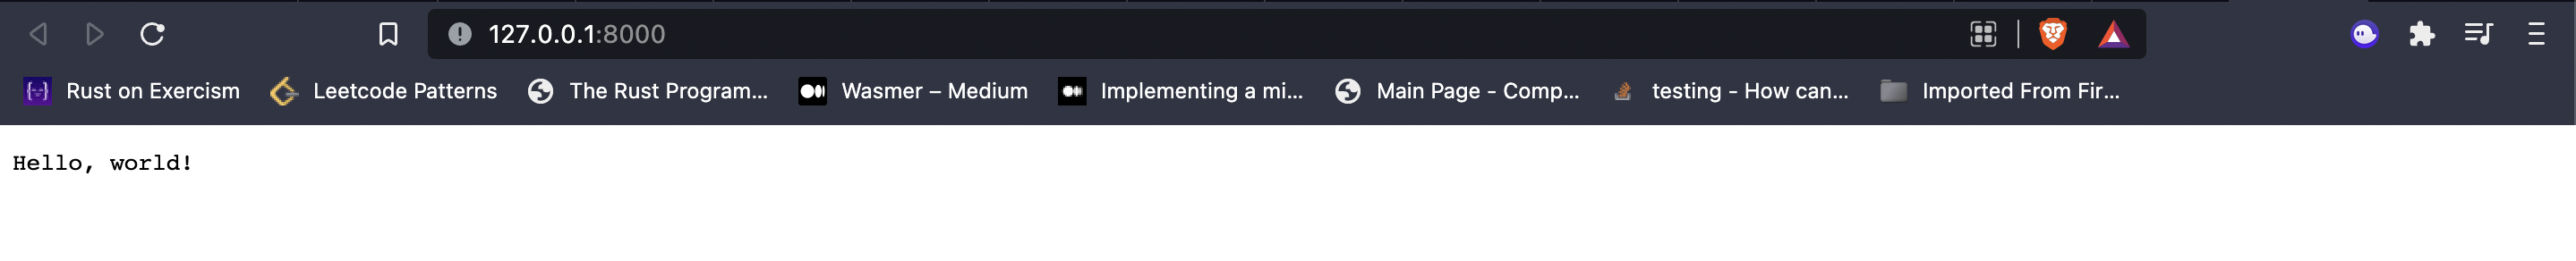 127.0.0.1:8000
Rust on Exercism Leetcode Patterns The Rust Program... Wasmer – Medium Implementing a mi... Main Page - Comp... testing - How can... Imported From Fir...
Hello, world!